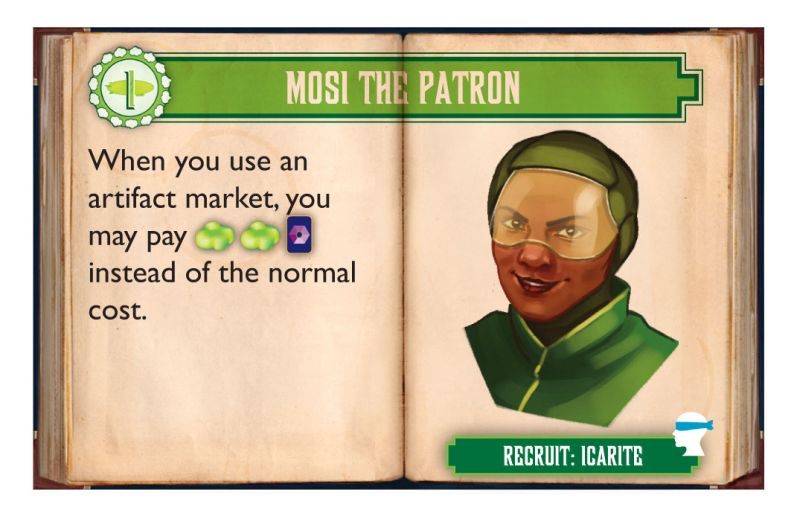 MOSI THE PATRON
When you use an
artifact market, you
may pay
instead of the normal
cost.
RECRUIT: ICARITE